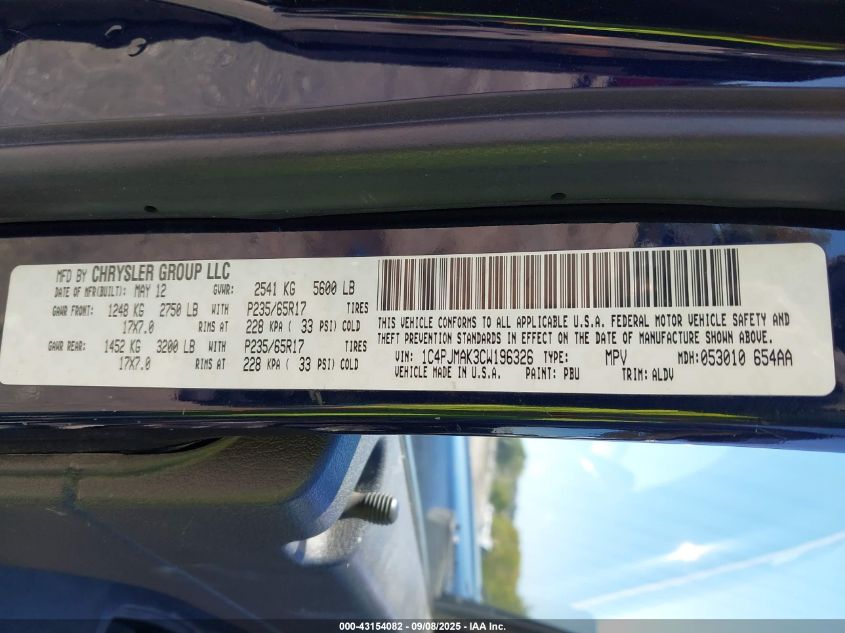 MFD BY CHRYSLER GROUP LLC
DATE OF MFR(BUILT): MAY 12 GVWR: 2541 KG 5600 LB
GAWR FRONT: 1248 KG 2750 LB WITH P235/65R17 TIRES
17X7.0 RIMS AT 228 KPA ( 33 PSI) COLD
GAWR REAR: 1452 KG 3200 LB WITH P235/65R17 TIRES
17X7.0 RIMS AT 228 KPA ( 33 PSI) COLD
THIS VEHICLE CONFORMS TO ALL APPLICABLE U.S.A. FEDERAL MOTOR VEHICLE SAFETY AND
THEFT PREVENTION STANDARDS IN EFFECT ON THE DATE OF MANUFACTURE SHOWN ABOVE.
VIN: 1C4PJMAK3CW196326 TYPE: MPV MDH: 053010 654AA
VEHICLE MADE IN U.S.A. PAINT: PBU TRIM: ALDV
000-43154082 - 09/08/2025 - IAA Inc.